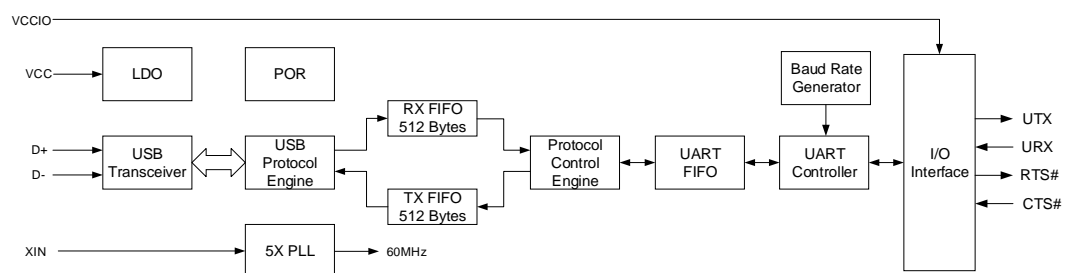 VCCIO
VCC
LDO
POR
Baud Rate
Generator
RX FIFO
512 Bytes
UTX
D+
D-
USB
Transceiver
USB
Protocol
Engine
Protocol
Control
Engine
UART
FIFO
UART
Controller
I/O
Interface
URX
RTS#
TX FIFO
512 Bytes
CTS#
XIN
5X PLL
60MHz